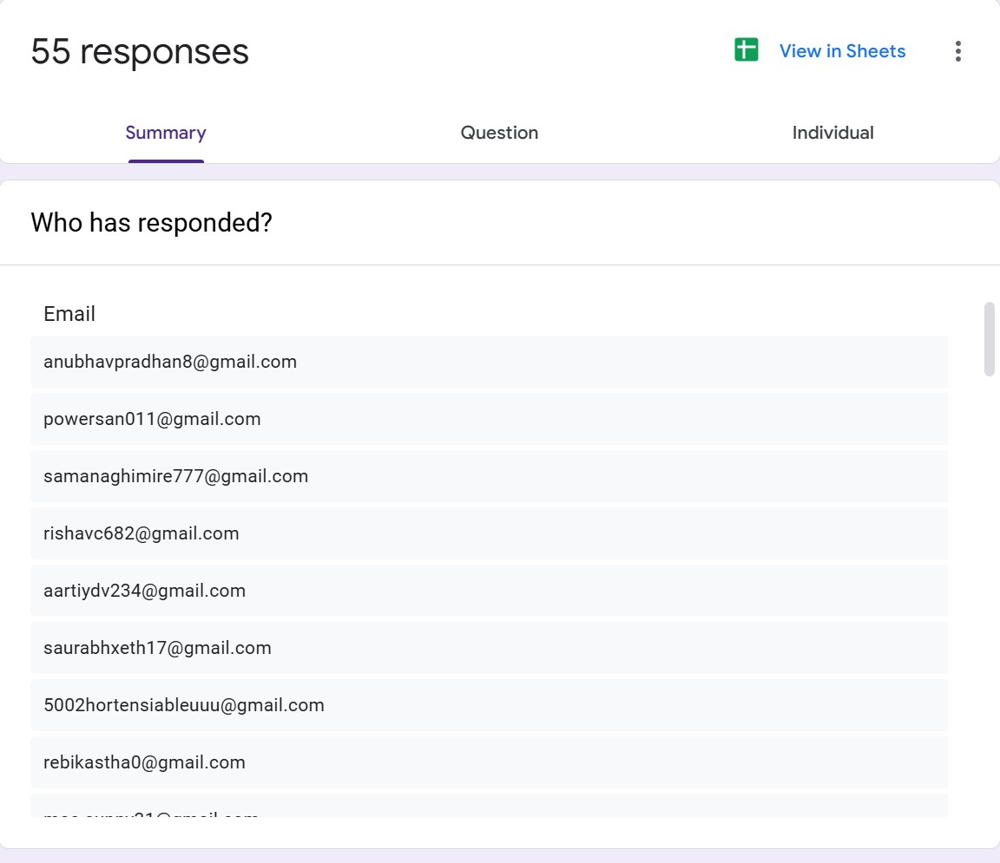 55 responses
View in Sheets
Summary
Question
Individual
Who has responded?
Email
anubhavpradhan8@gmail.com
powersan011@gmail.com
samanaghimire777@gmail.com
rishavc682@gmail.com
aartiydv234@gmail.com
saurabhxeth17@gmail.com
5002hortensiableuuu@gmail.com
rebikastha0@gmail.com